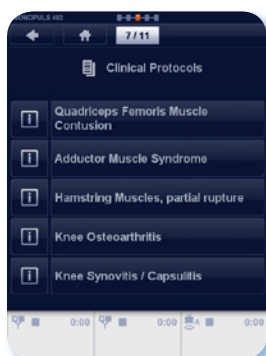 SONOPULS 492
7/11
Clinical Protocols
Quadriceps Femoris Muscle
Contusion
Adductor Muscle Syndrome
Hamstring Muscles, partial rupture
Knee Osteoarthritis
Knee Synovitis / Capsulitis
0:00 0:00 A 0:00